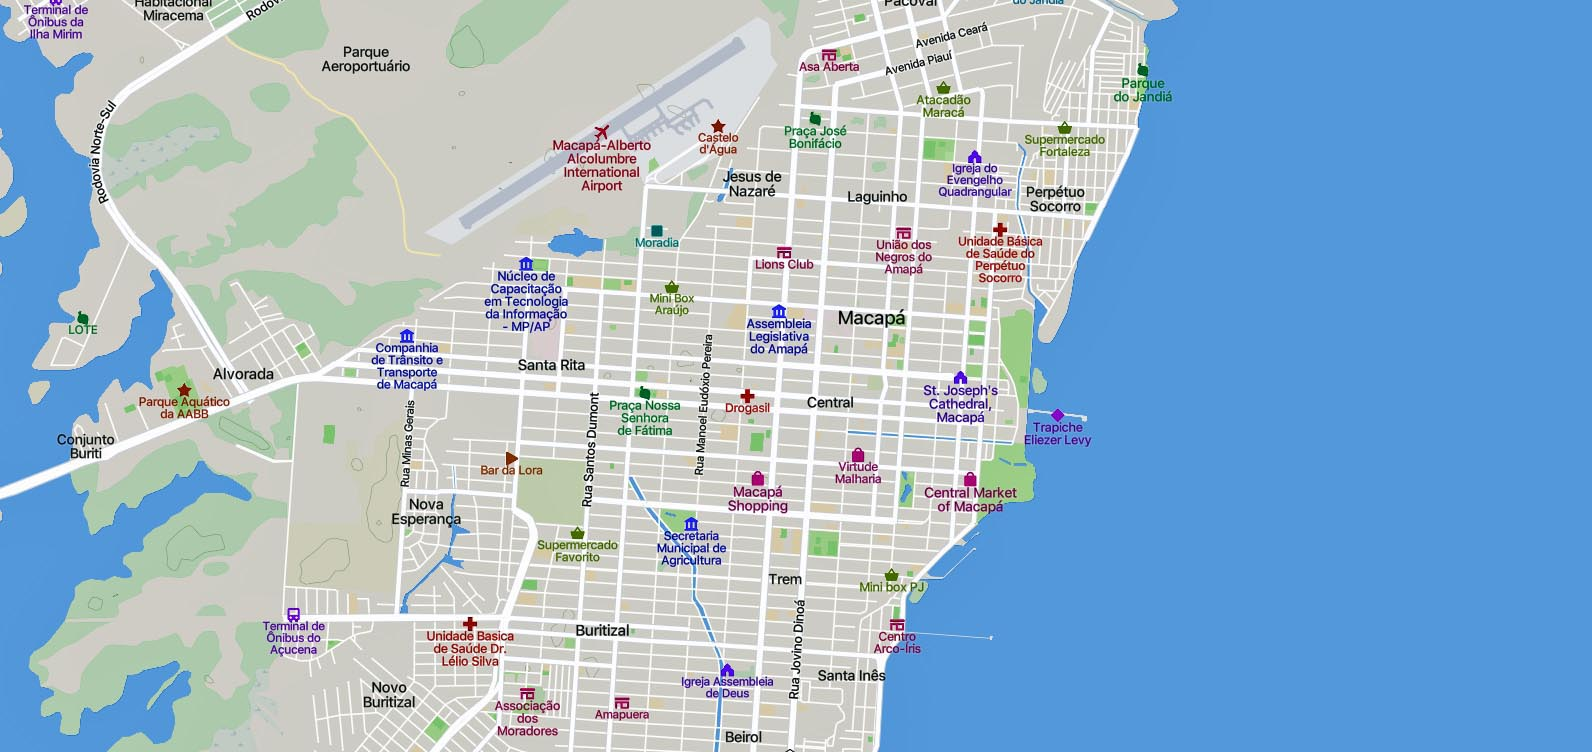 Habitacional
Miracema
Rodovia
Pacoval
do Jandiá
Terminal de
Ônibus da
Ilha Mirim
Parque
Aeroportuário
Avenida Ceará
Avenida Piauí
Asa Aberta
Parque
do Jandiá
Atacadão
Maracá
Rodovia Norte-Sul
Castelo
d'Água
Praça José
Bonifácio
Supermercado
Fortaleza
Macapá-Alberto
Alcolumbre
International
Airport
Igreja do
Evengelho
Quadrangular
Jesus de
Nazaré
Laguinho
Perpétuo
Socorro
Moradia
União dos
Negros do
Amapá
Unidade Básica
de Saúde do
Perpétuo
Socorro
Lions Club
Núcleo de
Capacitação
em Tecnologia
da Informação
- MP/AP
Mini Box
Araújo
LOTE
Macapá
Assembleia
Legislativa
do Amapá
Companhia
de Trânsito e
Transporte
de Macapá
Santa Rita
Alvorada
Rua Manoel Eudóxio Pereira
Parque Aquático
da AABB
St. Joseph's
Cathedral,
Macapá
Praça Nossa
Senhora
de Fátima
Drogasil
Central
Trapiche
Eliezer Levy
Rua Minas Gerais
Rua Santos Dumont
Conjunto
Buriti
Bar da Lora
Virtude
Malharia
Macapá
Shopping
Central Market
of Macapá
Nova
Esperança
Supermercado
Favorito
Secretaria
Municipal de
Agricultura
Trem
Mini box PJ
Terminal de
Ônibus do
Açucena
Unidade Basica
de Saúde Dr.
Lélio Silva
Buritizal
Rua Jovino Dinoá
Centro
Arco-Íris
Igreja Assembleia
de Deus
Santa Inês
Novo
Buritizal
Associação
dos
Moradores
Amapuera
Beirol